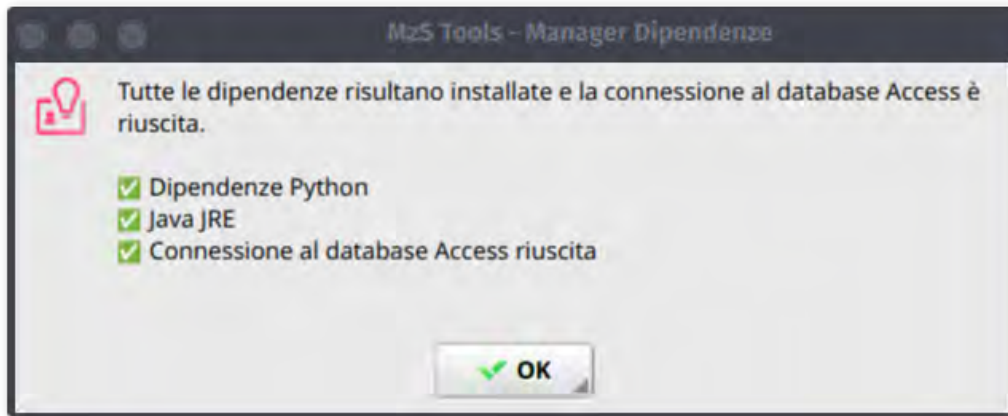 MzS Tools - Manager Dipendenze
Tutte le dipendenze risultano installate e la connessione al database Access è
riuscita.
✅ Dipendenze Python
✅ Java JRE
✅ Connessione al database Access riuscita
OK